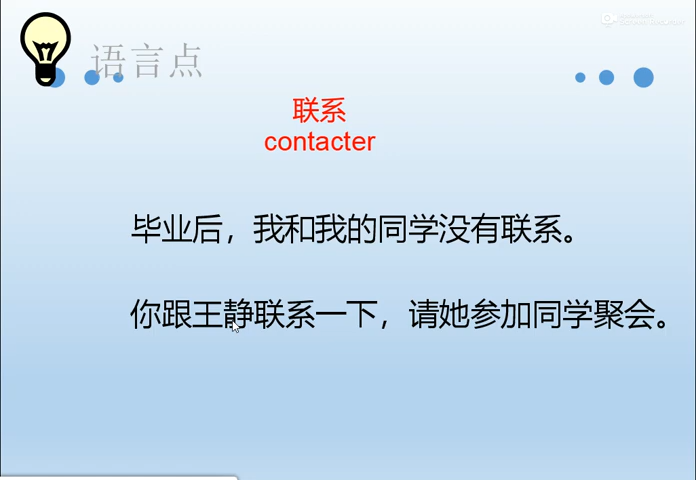 语言点
联系
contacter
毕业后，我和我的同学没有联系。
你跟王静联系一下，请她参加同学聚会。